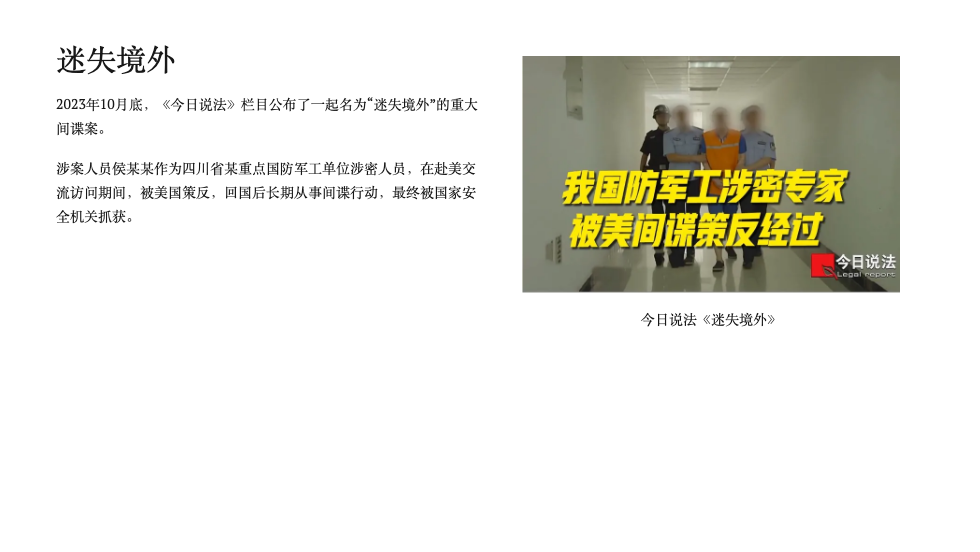 迷失境外
2023年10月底，《今日说法》栏目公布了一起名为“迷失境外”的重大
间谍案。
涉案人员侯某某作为四川省某重点国防军工单位涉密人员，在赴美交
流访问期间，被美国策反，回国后长期从事间谍行动，最终被国家安
全机关抓获。
我国防军工涉密专家
被美间谍策反经过
今日说法
Legal report
今日说法《迷失境外》